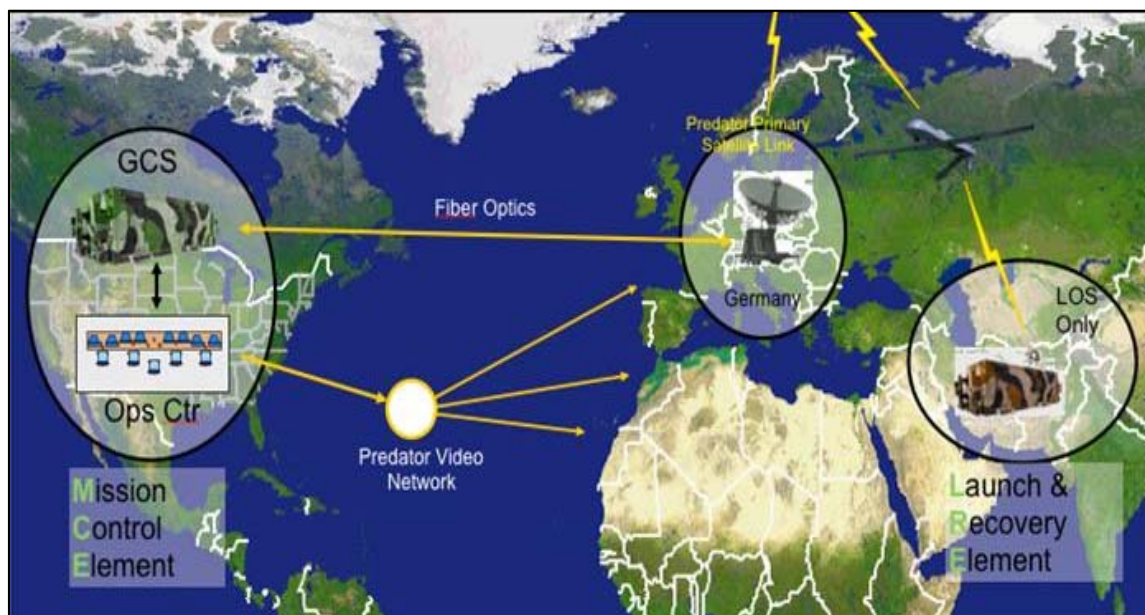 GCS
Ops Ctr
Mission
Control
Element
Fiber Optics
Predator Video
Network
Predator Primary
Satellite Link
Germany
LOS
Only
Launch &
Recovery
Element